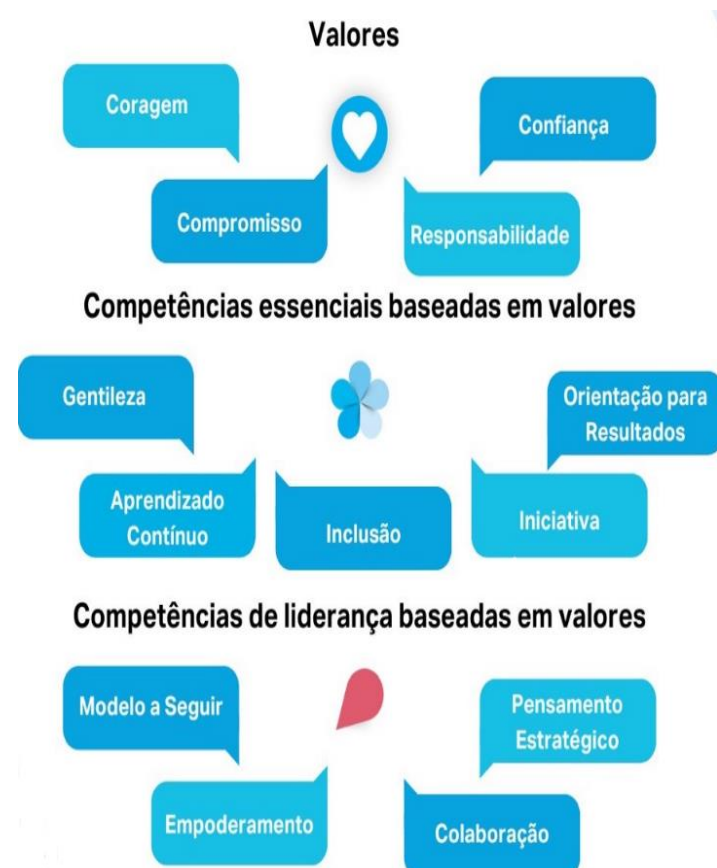 Valores
Coragem
Confiança
Compromisso
Responsabilidade
Competências essenciais baseadas em valores
Gentileza
Orientação para
Resultados
Aprendizado
Contínuo
Inclusão
Iniciativa
Competências de liderança baseadas em valores
Modelo a Seguir
Pensamento
Estratégico
Empoderamento
Colaboração